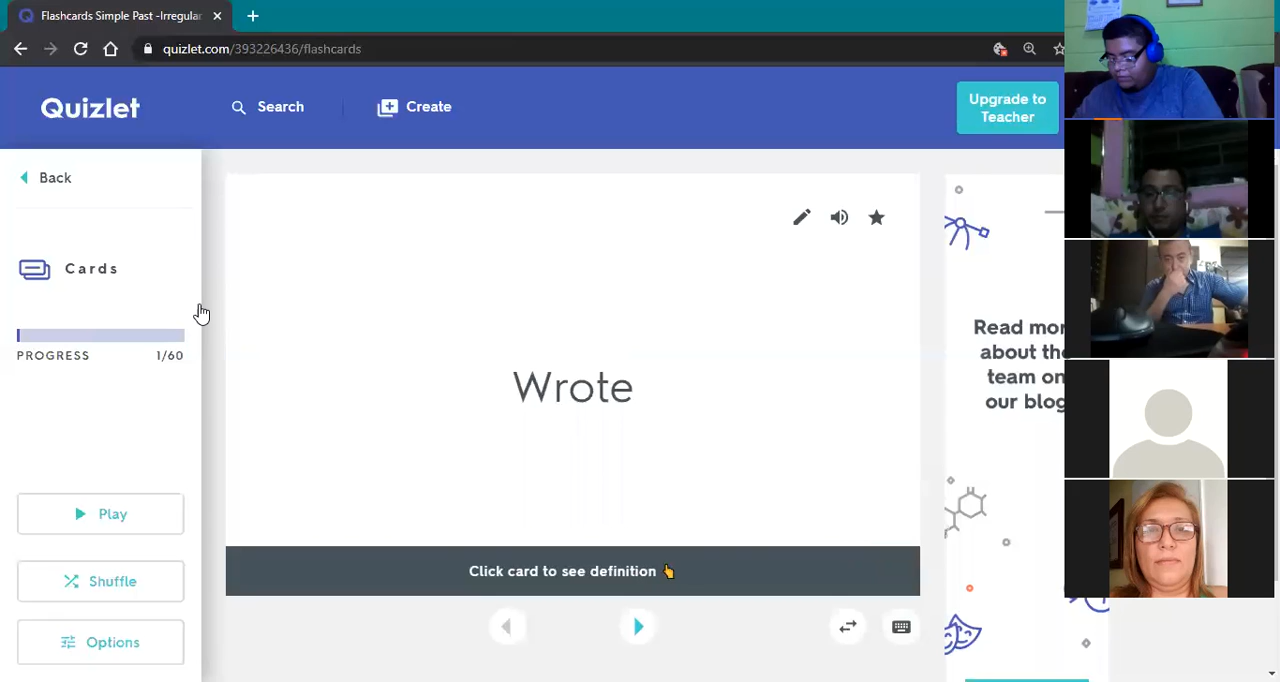 Flashcards Simple Past -Irregular
quizlet.com/393226436/flashcards
Quizlet
Search
Create
Upgrade to
Teacher
Back
Cards
PROGRESS 1/60
Wrote
Click card to see definition
Play
Shuffle
Options
Read mor
about the
team on
our blog